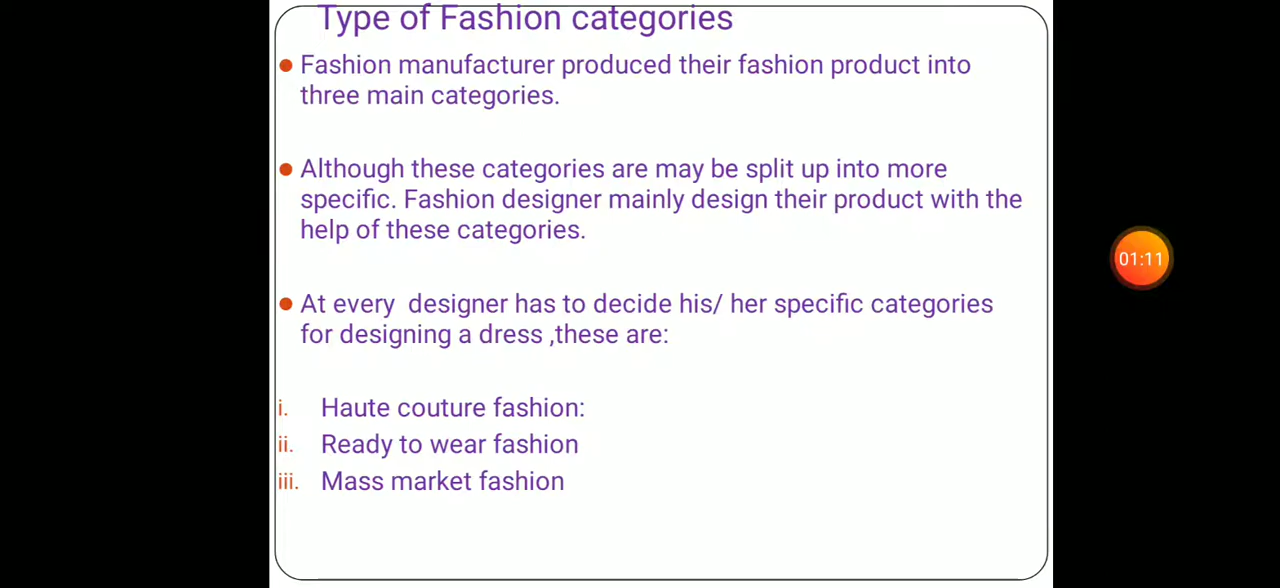 Type of Fashion categories
● Fashion manufacturer produced their fashion product into
three main categories.
● Although these categories are may be split up into more
specific. Fashion designer mainly design their product with the
help of these categories.
● At every  designer has to decide his/ her specific categories
for designing a dress ,these are:
i. Haute couture fashion:
ii. Ready to wear fashion
iii. Mass market fashion
01:11